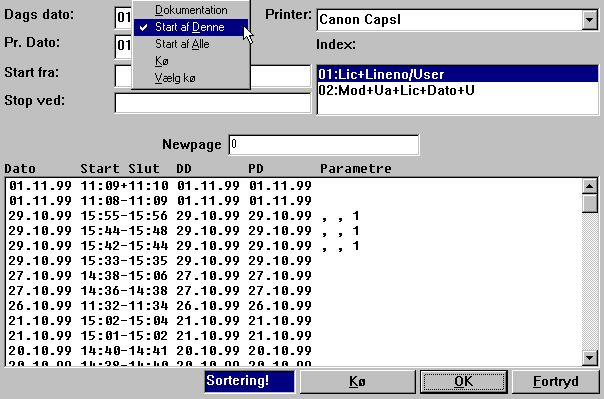 Dags dato: 01
Dokumentation
Start af Denne
Start af Alle
Kø
Vælg kø
Printer: Canon Capsl
Pr. Dato: 01
Index:
Start fra:
01:Lic+Lineno/User
02:Mod+Ua+Lic+Dato+U
Stop ved:
Newpage 0
Dato Start Slut DD PD Parametre
01.11.99 11:09+11:10 01.11.99 01.11.99
01.11.99 11:08-11:09 01.11.99 01.11.99
29.10.99 15:55-15:56 29.10.99 29.10.99 , , 1
29.10.99 15:44-15:48 29.10.99 29.10.99 , , 1
29.10.99 15:42-15:44 29.10.99 29.10.99 , , 1
29.10.99 15:33-15:35 29.10.99 29.10.99
27.10.99 14:38-15:06 27.10.99 27.10.99
27.10.99 14:36-14:38 27.10.99 27.10.99
26.10.99 11:32-11:34 26.10.99 26.10.99
21.10.99 15:02-15:04 21.10.99 21.10.99
21.10.99 15:01-15:02 21.10.99 21.10.99
20.10.99 14:40-14:41 20.10.99 20.10.99
Sortering! Kø OK Fortryd